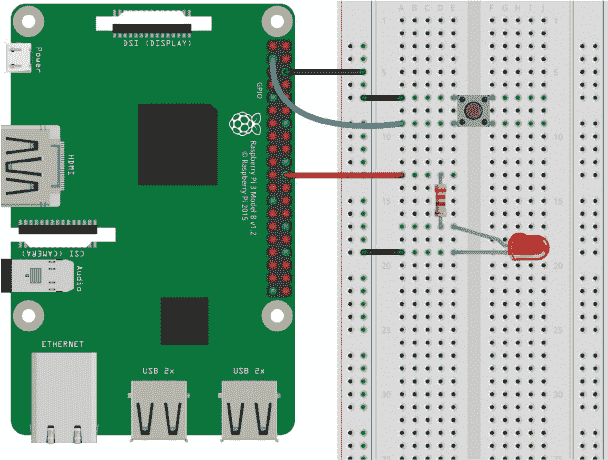 DSI (DISPLAY)
Power
GPIO
HDMI
Raspberry Pi 3 Model B v1.2
© Raspberry Pi 2015
CSI (CAMERA)
Audio
ETHERNET
USB 2x
USB 2x
A B C D E
F G H I J
1
1
5
5
10
10
15
15
20
20
25
25
30
30